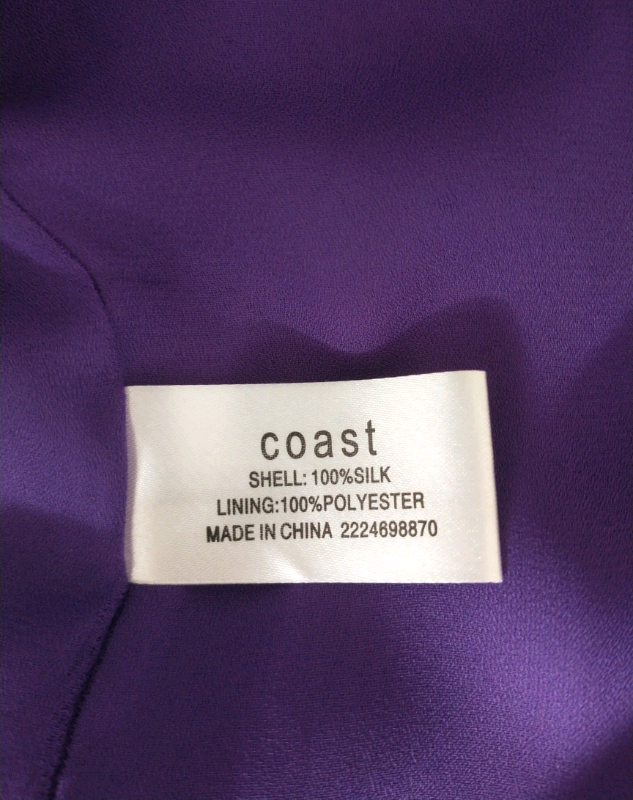 coast
SHELL: 100%SILK
LINING:100%POLYESTER
MADE IN CHINA 2224698870